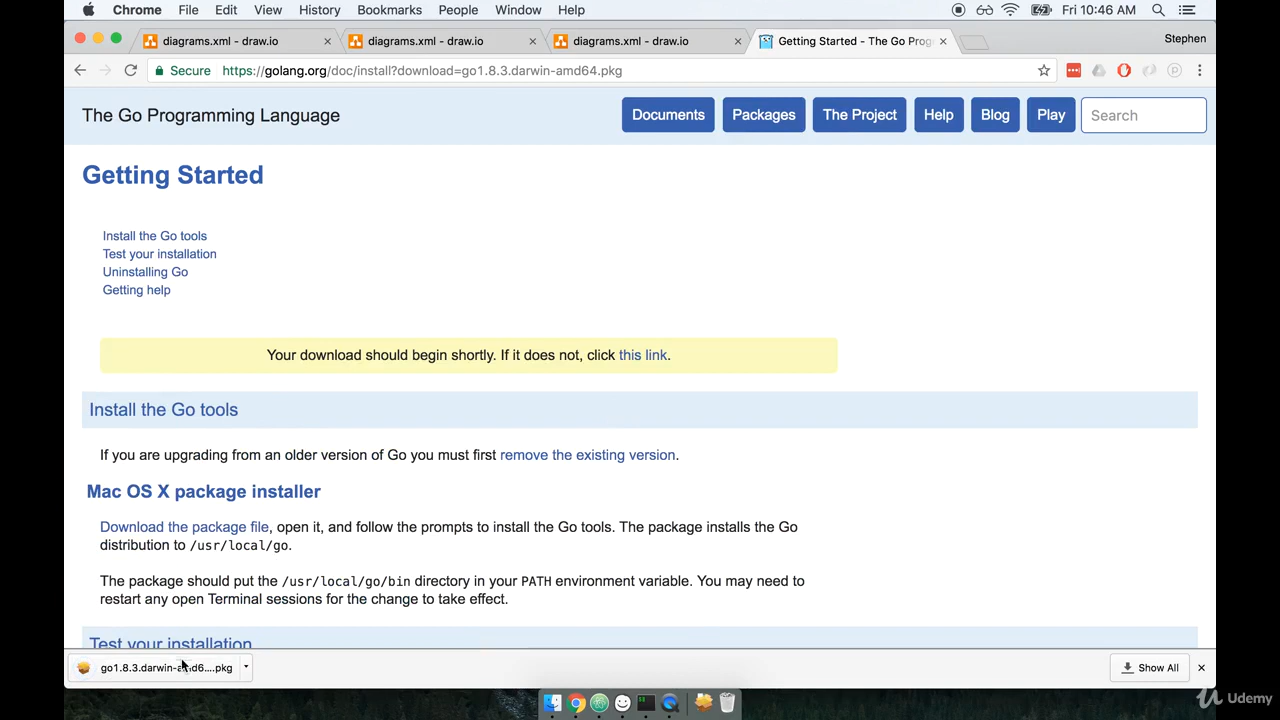 Chrome File Edit View History Bookmarks People Window Help Fri 10:46 AM
diagrams.xml - draw.io diagrams.xml - draw.io diagrams.xml - draw.io Getting Started - The Go Prog Stephen
Secure https://golang.org/doc/install?download=go1.8.3.darwin-amd64.pkg
The Go Programming Language Documents Packages The Project Help Blog Play Search
Getting Started
Install the Go tools
Test your installation
Uninstalling Go
Getting help
Your download should begin shortly. If it does not, click this link.
Install the Go tools
If you are upgrading from an older version of Go you must first remove the existing version.
Mac OS X package installer
Download the package file, open it, and follow the prompts to install the Go tools. The package installs the Go
distribution to /usr/local/go.
The package should put the /usr/local/go/bin directory in your PATH environment variable. You may need to
restart any open Terminal sessions for the change to take effect.
Test your installation
go1.8.3.darwin-amd6....pkg Show All
Udemy